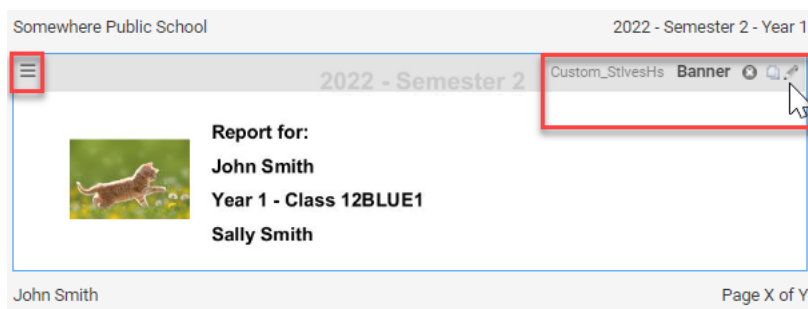 Somewhere Public School 2022 - Semester 2 - Year 1
2022 - Semester 2 Custom_StIvesHs Banner
Report for:
John Smith
Year 1 - Class 12BLUE1
Sally Smith
John Smith Page X of Y